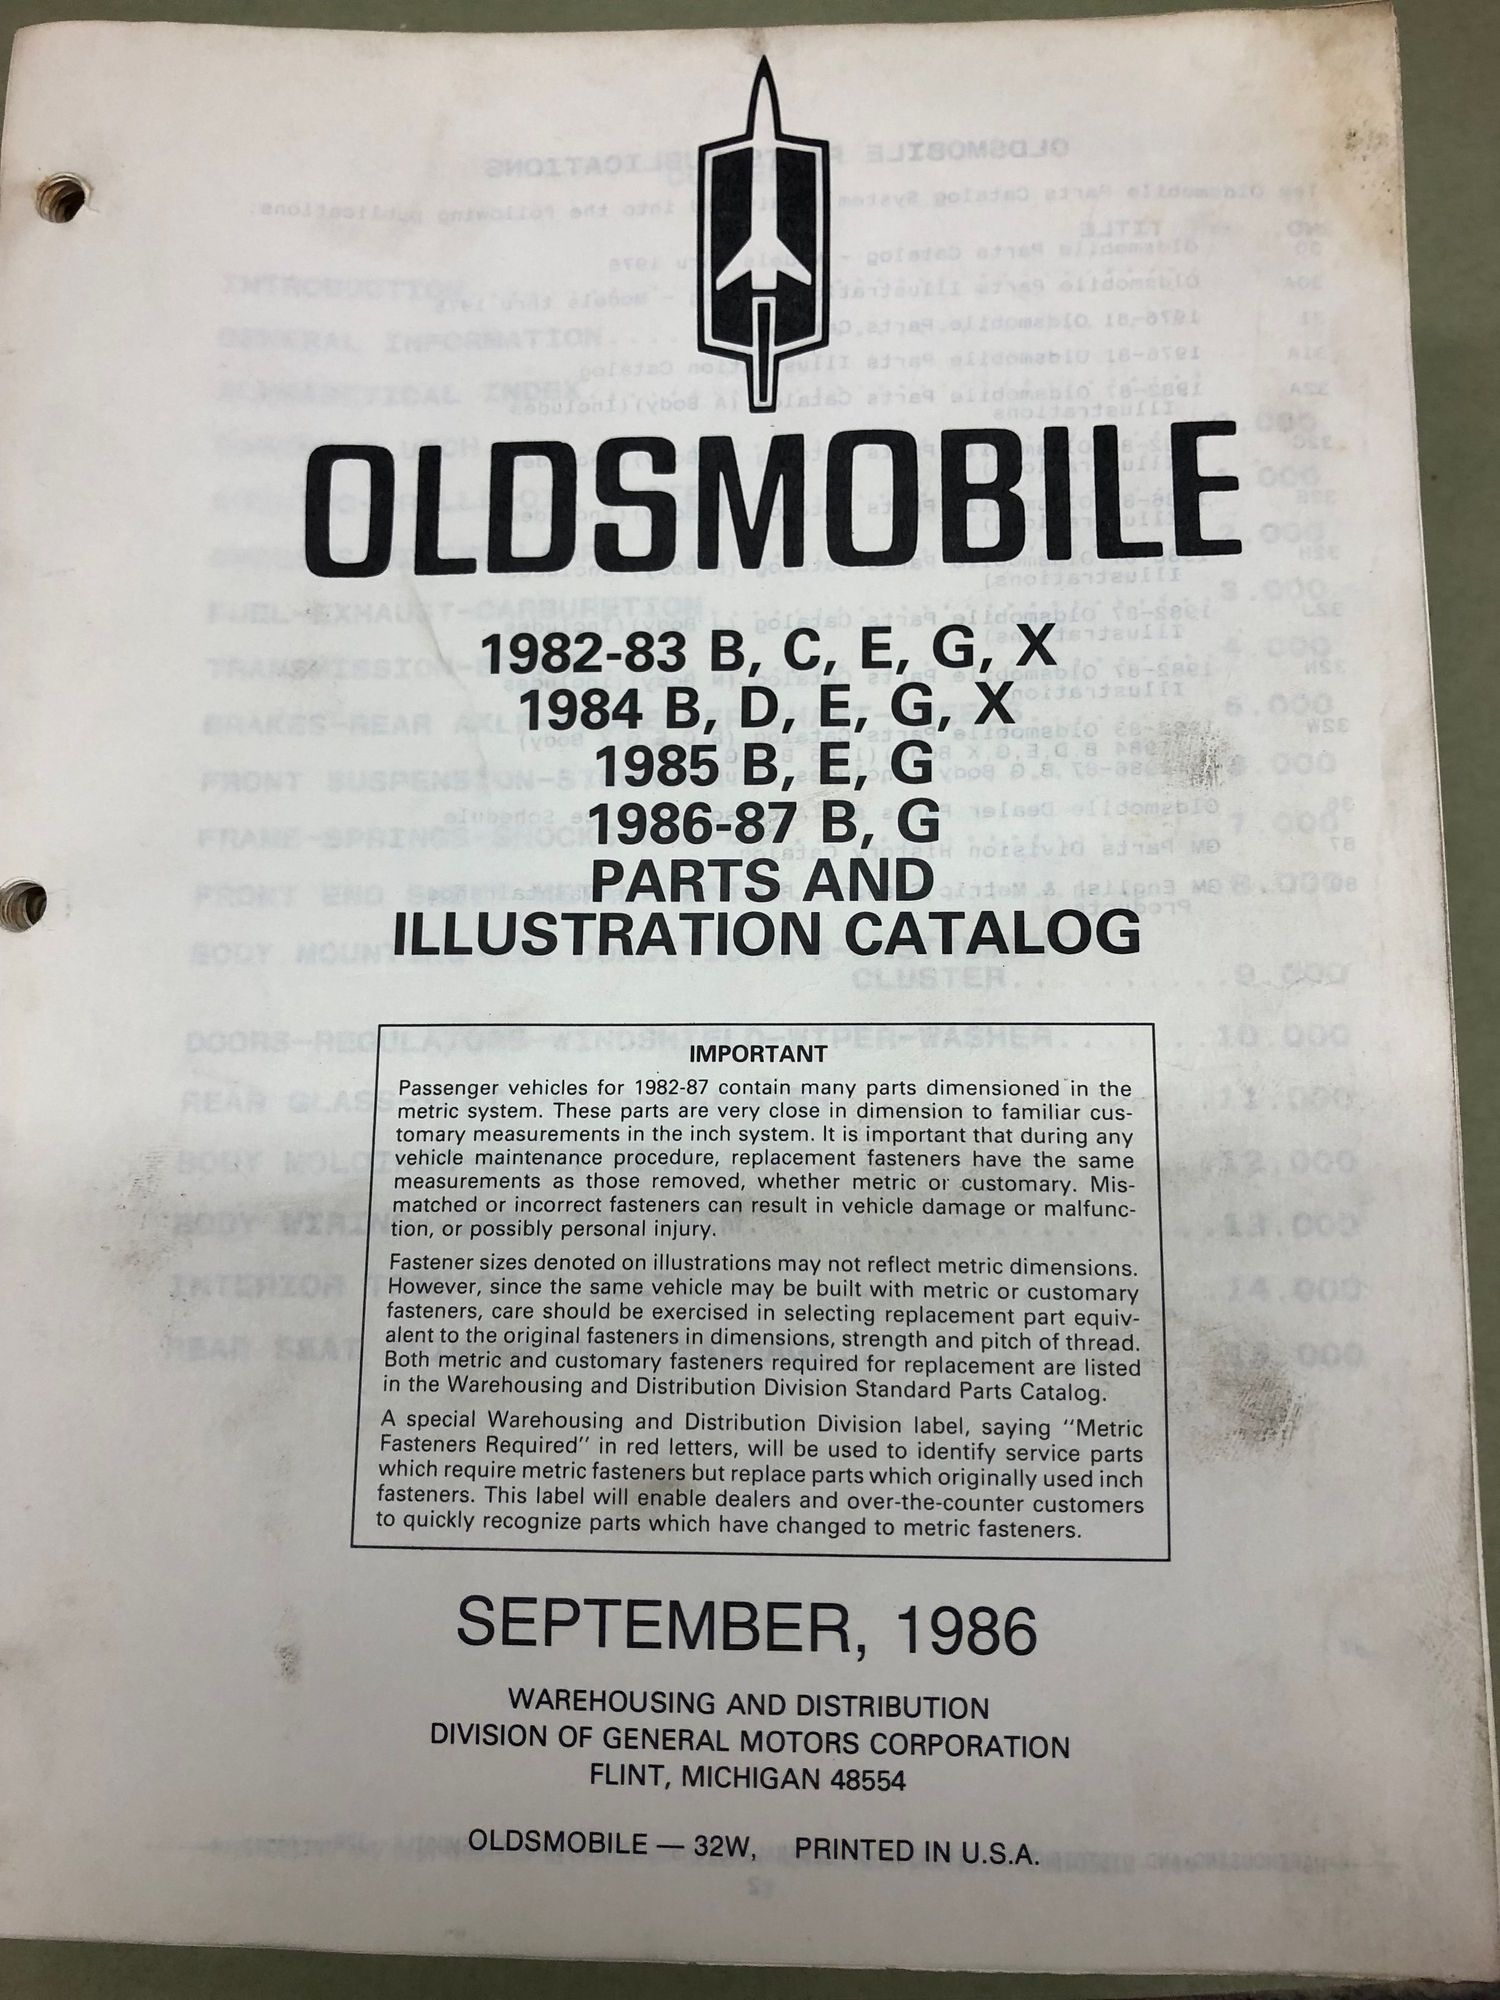 OLDSMOBILE
1982-83 B, C, E, G, X
1984 B, D, E, G, X
1985 B, E, G
1986-87 B, G
PARTS AND
ILLUSTRATION CATALOG
IMPORTANT
Passenger vehicles for 1982-87 contain many parts dimensioned in the
metric system. These parts are very close in dimension to familiar cus-
tomary measurements in the inch system. It is important that during any
vehicle maintenance procedure, replacement fasteners have the same
measurements as those removed, whether metric or customary. Mis-
matched or incorrect fasteners can result in vehicle damage or malfunc-
tion, or possibly personal injury.
Fastener sizes denoted on illustrations may not reflect metric dimensions.
However, since the same vehicle may be built with metric or customary
fasteners, care should be exercised in selecting replacement part equiv-
alent to the original fasteners in dimensions, strength and pitch of thread.
Both metric and customary fasteners required for replacement are listed
in the Warehousing and Distribution Division Standard Parts Catalog.
A special Warehousing and Distribution Division label, saying "Metric
Fasteners Required" in red letters, will be used to identify service parts
which require metric fasteners but replace parts which originally used inch
fasteners. This label will enable dealers and over-the-counter customers
to quickly recognize parts which have changed to metric fasteners.
SEPTEMBER, 1986
WAREHOUSING AND DISTRIBUTION
DIVISION OF GENERAL MOTORS CORPORATION
FLINT, MICHIGAN 48554
OLDSMOBILE — 32W, PRINTED IN U.S.A.